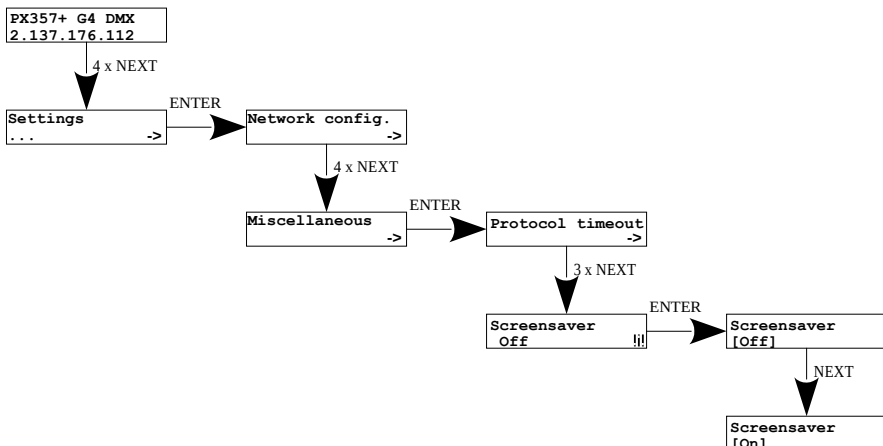 PX357+ G4 DMX
2.137.176.112
4 x NEXT
Settings
... ->
ENTER
Network config.
->
4 x NEXT
Miscellaneous
->
ENTER
Protocol timeout
->
3 x NEXT
Screensaver
Off !i!
ENTER
Screensaver
[Off]
NEXT
Screensaver
[On]